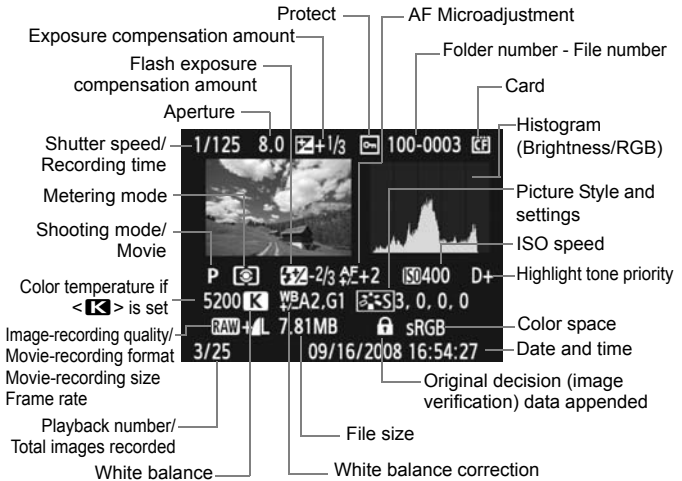 Protect
AF Microadjustment
Exposure compensation amount
Folder number - File number
Flash exposure
compensation amount
Card
Aperture
Histogram
(Brightness/RGB)
Shutter speed/
Recording time
1/125 8.0 +1/3 100-0003 CF
Metering mode
Picture Style and
settings
Shooting mode/
Movie
ISO speed
P -2/3 AF+2 ISO400 D+
Highlight tone priority
Color temperature if
< K > is set
5200 K WB A2,G1 S3, 0, 0, 0
Image-recording quality/
Movie-recording format
Movie-recording size
Frame rate
RAW+L 7.81MB sRGB
Color space
3/25 09/16/2008 16:54:27
Date and time
Original decision (image
verification) data appended
Playback number/
Total images recorded
File size
White balance
White balance correction